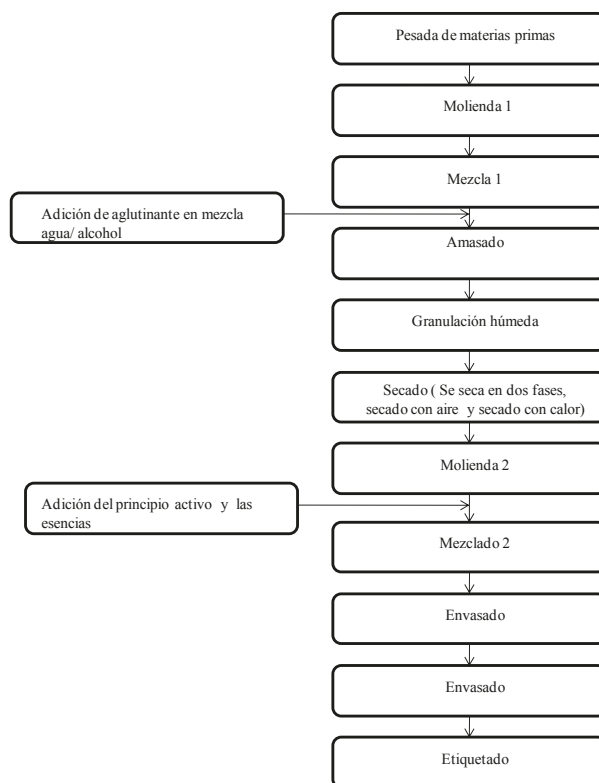 Pesada de materias primas
Molienda 1
Mezcla 1
Adición de aglutinante en mezcla
agua/ alcohol
Amasado
Granulación húmeda
Secado ( Se seca en dos fases,
secado con aire y secado con calor)
Molienda 2
Adición del principio activo y las
esencias
Mezclado 2
Envasado
Envasado
Etiquetado